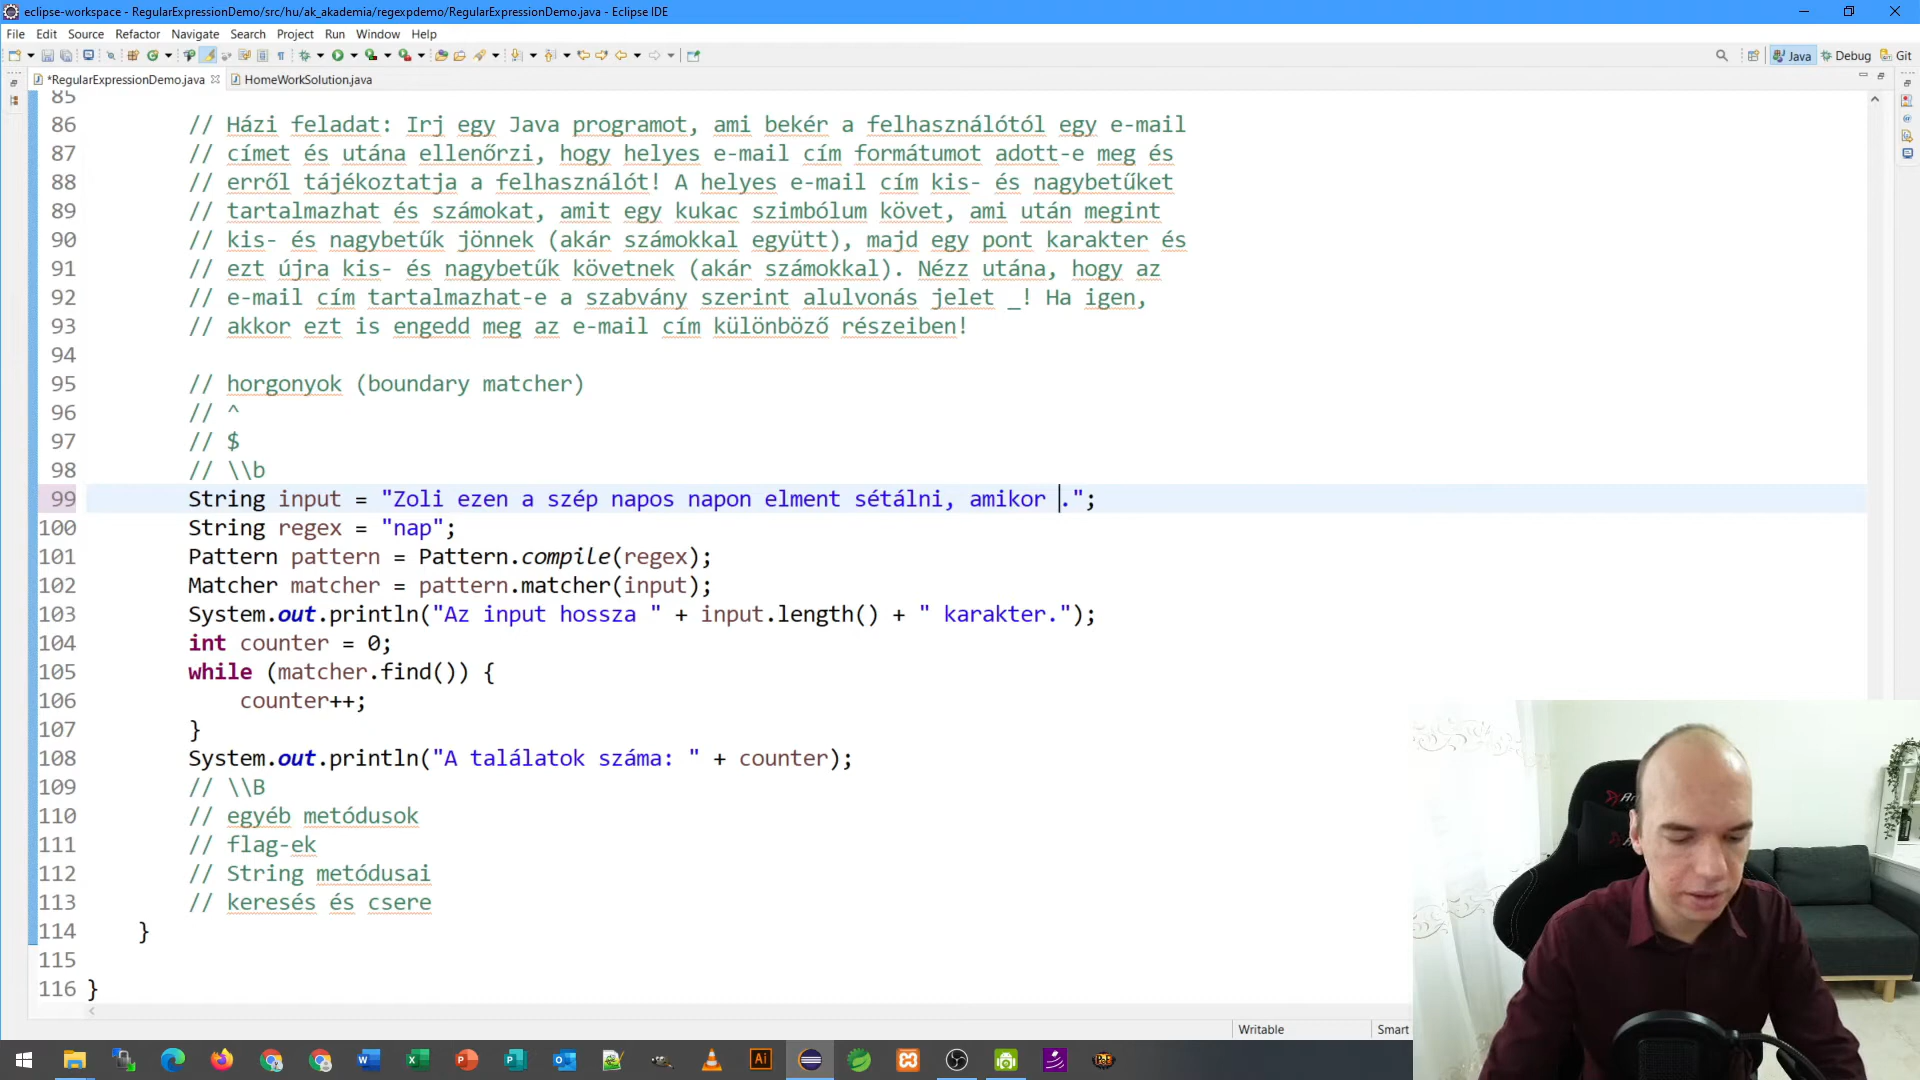 eclipse-workspace - RegularExpressionDemo/src/hu/ak_akademia/regexpdemo/RegularExpressionDemo.java - Eclipse IDE
File Edit Source Refactor Navigate Search Project Run Window Help
Java Debug Git
*RegularExpressionDemo.java HomeWorkSolution.java
85
86 // Házi feladat: Irj egy Java programot, ami bekér a felhasználótól egy e-mail
87 // címet és utána ellenőrzi, hogy helyes e-mail cím formátumot adott-e meg és
88 // erről tájékoztatja a felhasználót! A helyes e-mail cím kis- és nagybetűket
89 // tartalmazhat és számokat, amit egy kukac szimbólum követ, ami után megint
90 // kis- és nagybetűk jönnek (akár számokkal együtt), majd egy pont karakter és
91 // ezt újra kis- és nagybetűk követnek (akár számokkal). Nézz utána, hogy az
92 // e-mail cím tartalmazhat-e a szabvány szerint alulvonás jelet _! Ha igen,
93 // akkor ezt is engedd meg az e-mail cím különböző részeiben!
94
95 // horgonyok (boundary matcher)
96 // ^
97 // $
98 // \\b
99 String input = "Zoli ezen a szép napos napon elment sétálni, amikor .";
100 String regex = "nap";
101 Pattern pattern = Pattern.compile(regex);
102 Matcher matcher = pattern.matcher(input);
103 System.out.println("Az input hossza " + input.length() + " karakter.");
104 int counter = 0;
105 while (matcher.find()) {
106 counter++;
107 }
108 System.out.println("A találatok száma: " + counter);
109 // \\B
110 // egyéb metódusok
111 // flag-ek
112 // String metódusai
113 // keresés és csere
114 }
115
116 }
Writable Smart